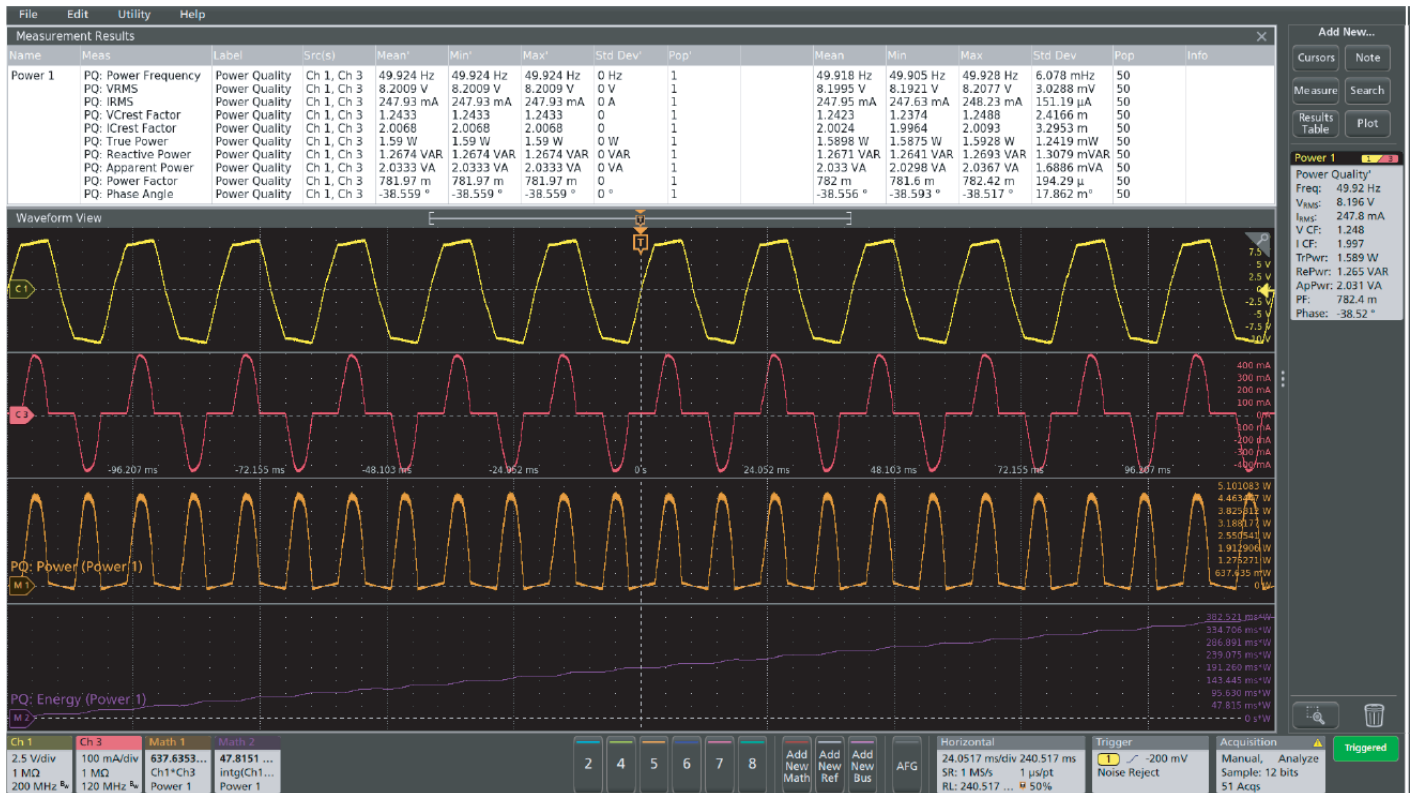 File Edit Utility Help
Measurement Results
Name Meas Label Src(s) Mean' Min' Max' Std Dev' Pop' Mean Min Max Std Dev Pop Info
Power 1 PQ: Power Frequency Power Quality Ch 1, Ch 3 49.924 Hz 49.924 Hz 49.924 Hz 0 Hz 1 49.918 Hz 49.905 Hz 49.928 Hz 6.078 mHz 50
PQ: VRMS Power Quality Ch 1, Ch 3 8.2009 V 8.2009 V 8.2009 V 0 V 1 8.1995 V 8.1921 V 8.2077 V 3.0288 mV 50
PQ: IRMS Power Quality Ch 1, Ch 3 247.93 mA 247.93 mA 247.93 mA 0 A 1 247.95 mA 247.63 mA 248.23 mA 151.19 µA 50
PQ: VCrest Factor Power Quality Ch 1, Ch 3 1.2433 1.2433 1.2433 0 1 1.2423 1.2374 1.2488 2.4166 m 50
PQ: ICrest Factor Power Quality Ch 1, Ch 3 2.0068 2.0068 2.0068 0 1 2.0024 1.9964 2.0093 3.2953 m 50
PQ: True Power Power Quality Ch 1, Ch 3 1.59 W 1.59 W 1.59 W 0 W 1 1.5898 W 1.5875 W 1.5928 W 1.2419 mW 50
PQ: Reactive Power Power Quality Ch 1, Ch 3 1.2674 VAR 1.2674 VAR 1.2674 VAR 0 VAR 1 1.2671 VAR 1.2641 VAR 1.2693 VAR 1.3079 mVAR 50
PQ: Apparent Power Power Quality Ch 1, Ch 3 2.0333 VA 2.0333 VA 2.0333 VA 0 VA 1 2.033 VA 2.0298 VA 2.0367 VA 1.6886 mVA 50
PQ: Power Factor Power Quality Ch 1, Ch 3 781.97 m 781.97 m 781.97 m 0 1 782 m 781.6 m 782.42 m 194.29 µ 50
PQ: Phase Angle Power Quality Ch 1, Ch 3 -38.559 ° -38.559 ° -38.559 ° 0 ° 1 -38.556 ° -38.593 ° -38.517 ° 17.862 m° 50
Add New...
Cursors Note
Measure Search
Results Table Plot
Power 1 1 3
Power Quality'
Freq: 49.92 Hz
VRMS: 8.196 V
IRMS: 247.8 mA
V CF: 1.248
I CF: 1.997
TrPwr: 1.589 W
RePwr: 1.265 VAR
ApPwr: 2.031 VA
PF: 782.4 m
Phase: -38.52 °
Waveform View
T
T
C 1
7.5
5 V
2.5 V
-2.5 V
-5 V
-7.5
-10 V
C 3
400 mA
300 mA
200 mA
100 mA
0 A
-100 mA
-200 mA
-300 mA
-400 mA
-96.207 ms -72.155 ms -48.103 ms -24.052 ms 0 s 24.052 ms 48.103 ms 72.155 ms 96.207 ms
5.101083 W
4.463447 W
3.825312 W
3.188177 W
2.550541 W
1.912906 W
1.275271 W
637.635 mW
0 W
PQ: Power (Power 1)
M 1
382.521 ms*W
334.706 ms*W
286.891 ms*W
239.075 ms*W
191.260 ms*W
143.445 ms*W
95.630 ms*W
47.815 ms*W
0 s*W
PQ: Energy (Power 1)
M 2
Ch 1
2.5 V/div
1 MΩ
200 MHz Bw
Ch 3
100 mA/div
1 MΩ
120 MHz Bw
Math 1
637.6353...
Ch1*Ch3
Power 1
Math 2
47.8151 ...
intg(Ch1...
Power 1
2 4 5 6 7 8
Add New Math
Add New Ref
Add New Bus
AFG
Horizontal
24.0517 ms/div 240.517 ms
SR: 1 MS/s 1 µs/pt
RL: 240.517 ... 50%
Trigger
1 -200 mV
Noise Reject
Acquisition
Manual, Analyze
Sample: 12 bits
51 Acqs
Triggered